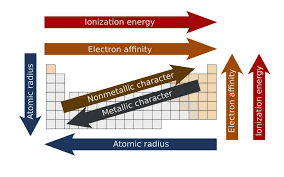 Ionization energy
Electron affinity
Atomic radius
Nonmetallic character
Metallic character
Electron affinity
Ionization energy
Atomic radius